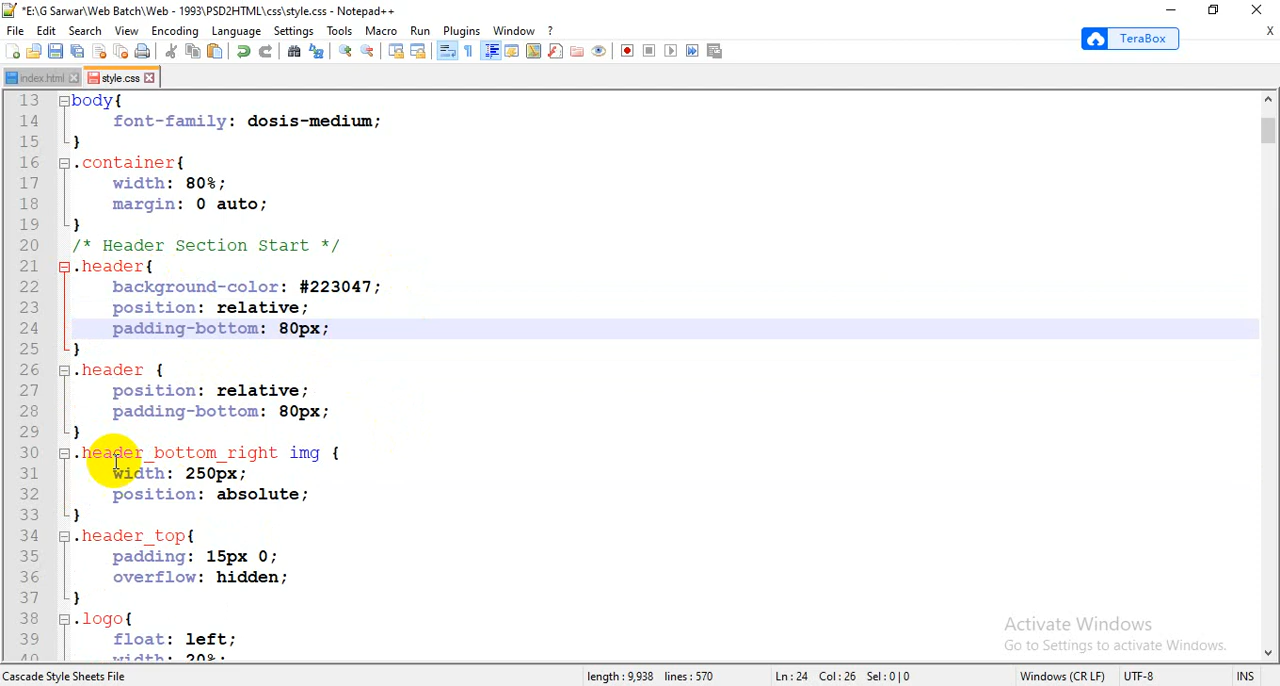 *E:\G Sarwar\Web Batch\Web - 1993\PSD2HTML\css\style.css - Notepad++
File Edit Search View Encoding Language Settings Tools Macro Run Plugins Window ? X
TeraBox
index.html style.css
13 body{
14 font-family: dosis-medium;
15 }
16 .container{
17 width: 80%;
18 margin: 0 auto;
19 }
20 /* Header Section Start */
21 .header{
22 background-color: #223047;
23 position: relative;
24 padding-bottom: 80px;
25 }
26 .header {
27 position: relative;
28 padding-bottom: 80px;
29 }
30 .header_bottom_right img {
31 width: 250px;
32 position: absolute;
33 }
34 .header_top{
35 padding: 15px 0;
36 overflow: hidden;
37 }
38 .logo{
39 float: left;
40 width: 20%;
Activate Windows
Go to Settings to activate Windows.
Cascade Style Sheets File length : 9,938 lines : 570 Ln : 24 Col : 26 Sel : 0 | 0 Windows (CR LF) UTF-8 INS